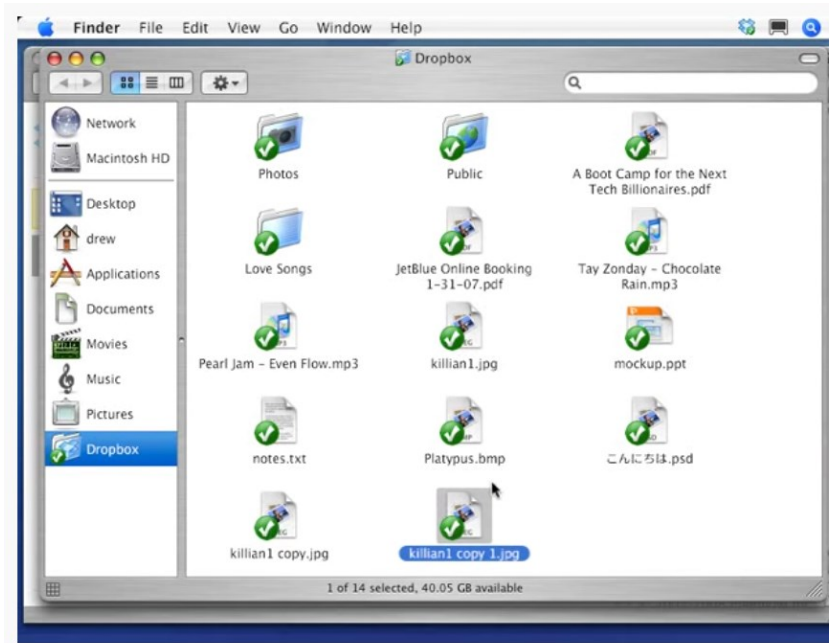 Finder File Edit View Go Window Help
Dropbox
Network
Macintosh HD
Desktop
drew
Applications
Documents
Movies
Music
Pictures
Dropbox
Photos
Public
A Boot Camp for the Next
Tech Billionaires.pdf
Love Songs
JetBlue Online Booking
1-31-07.pdf
Tay Zonday - Chocolate
Rain.mp3
Pearl Jam - Even Flow.mp3
killian1.jpg
mockup.ppt
notes.txt
Platypus.bmp
こんにちは.psd
killian1 copy.jpg
killian1 copy 1.jpg
1 of 14 selected, 40.05 GB available